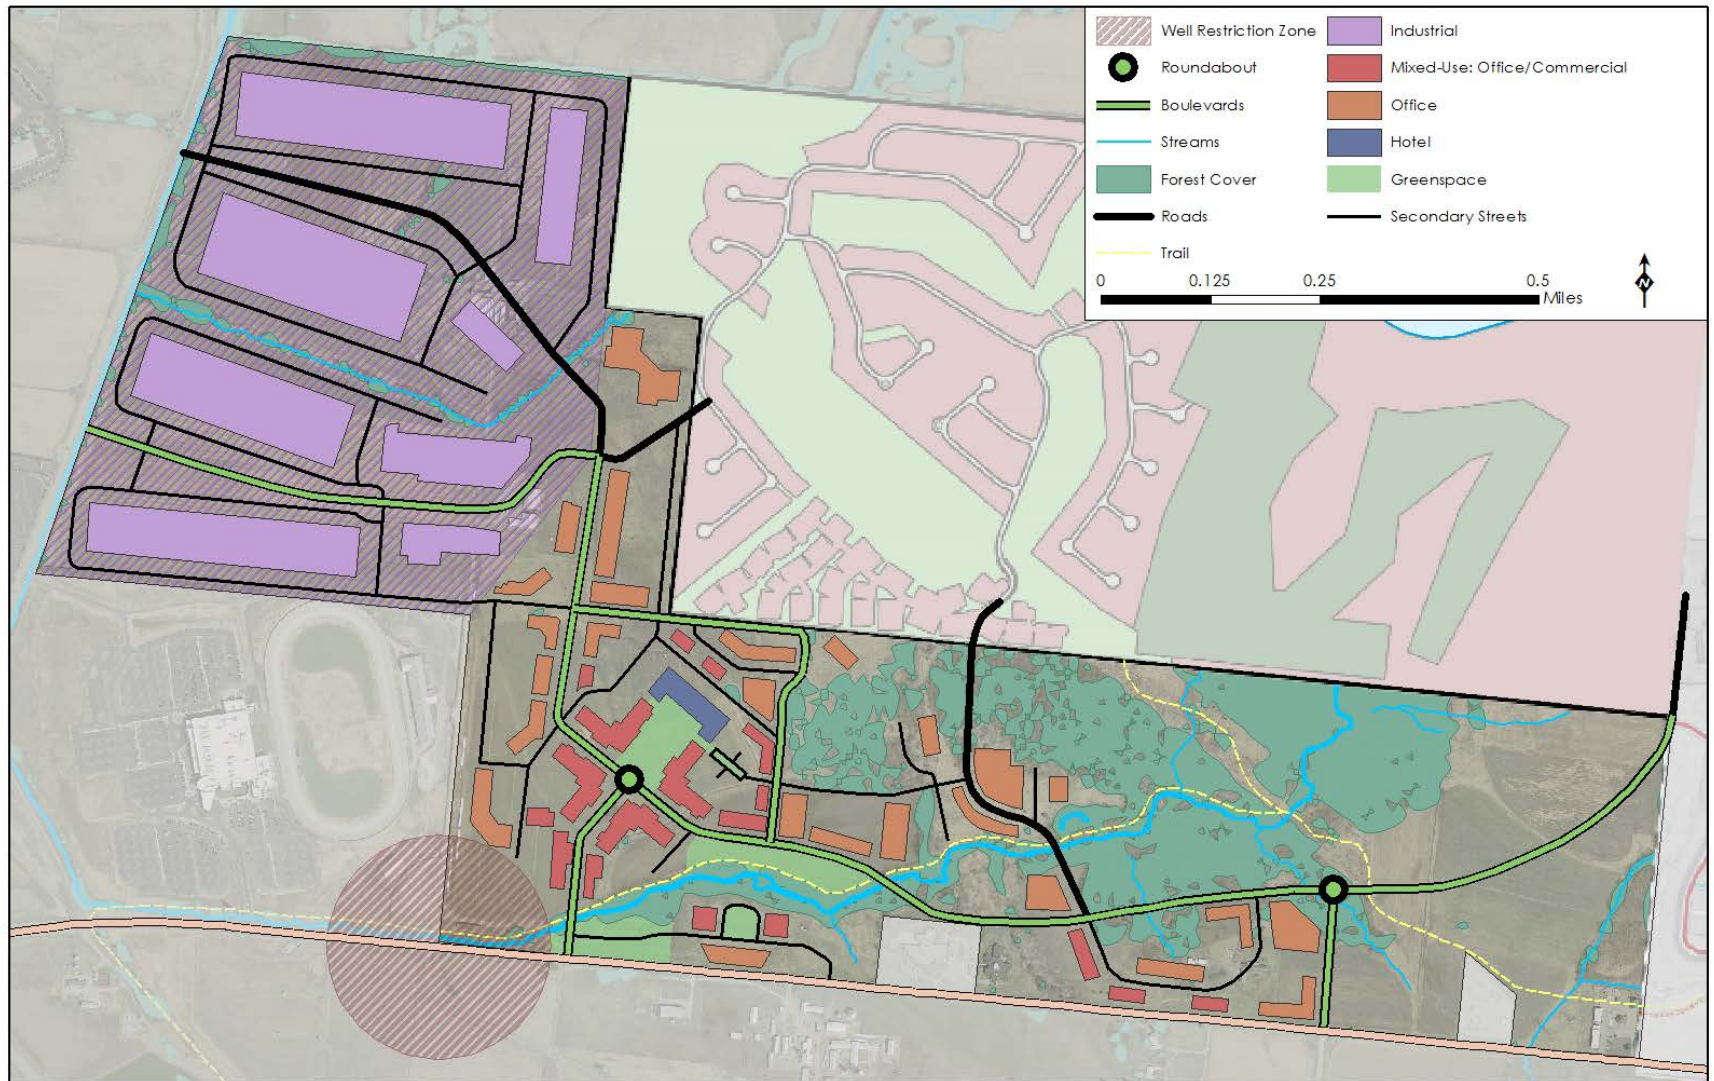 Well Restriction Zone
Industrial
Roundabout
Mixed-Use: Office/Commercial
Boulevards
Office
Streams
Hotel
Forest Cover
Greenspace
Roads
Secondary Streets
Trail
0 0.125 0.25 0.5
Miles
N